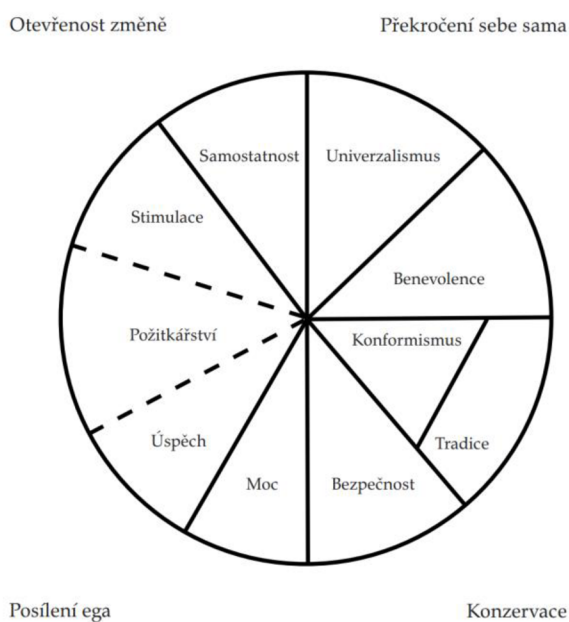 Otevřenost změně
Překročení sebe sama
Samostatnost
Univerzalismus
Stimulace
Benevolence
Požitkářství
Konformismus
Úspěch
Tradice
Moc
Bezpečnost
Posílení ega
Konzervace